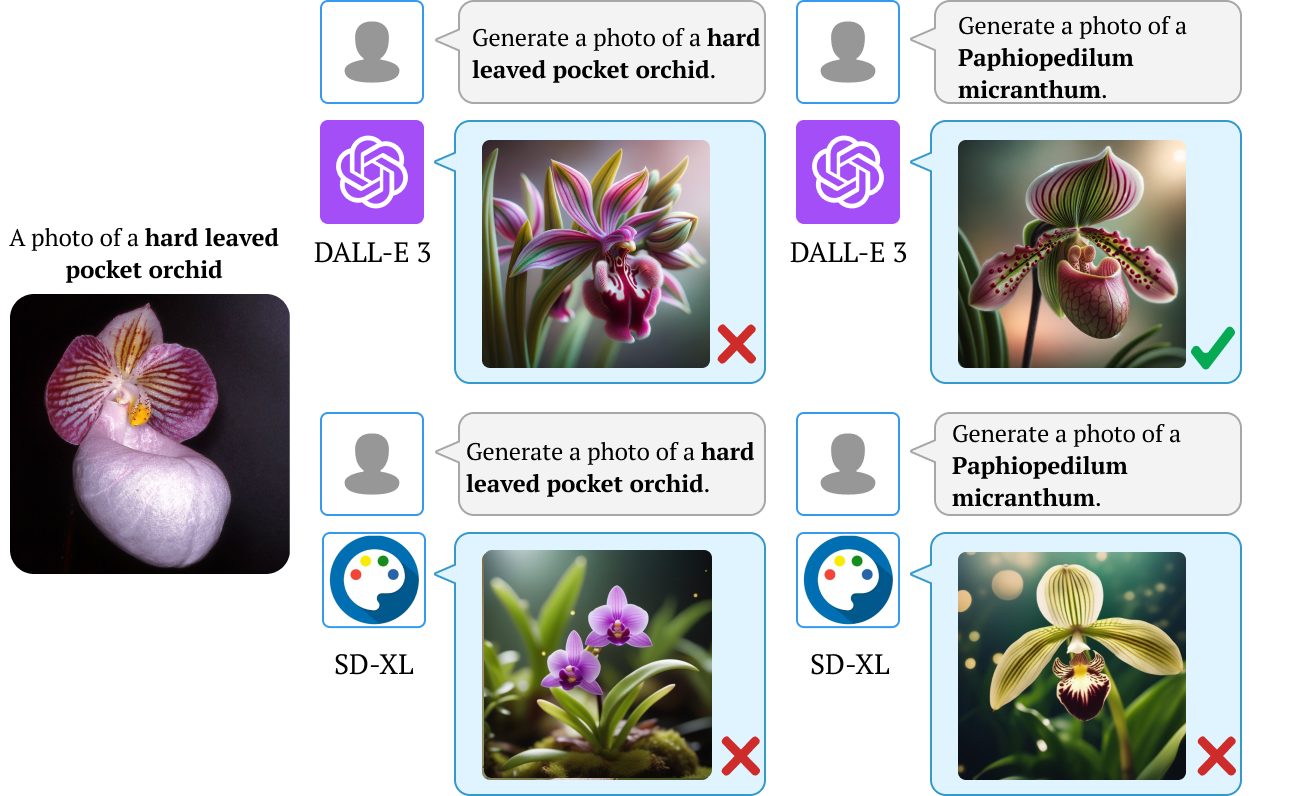 A photo of a hard leaved
pocket orchid
Generate a photo of a hard
leaved pocket orchid.
DALL-E 3
Generate a photo of a
Paphiopedilum
micranthum.
DALL-E 3
Generate a photo of a hard
leaved pocket orchid.
SD-XL
Generate a photo of a
Paphiopedilum
micranthum.
SD-XL